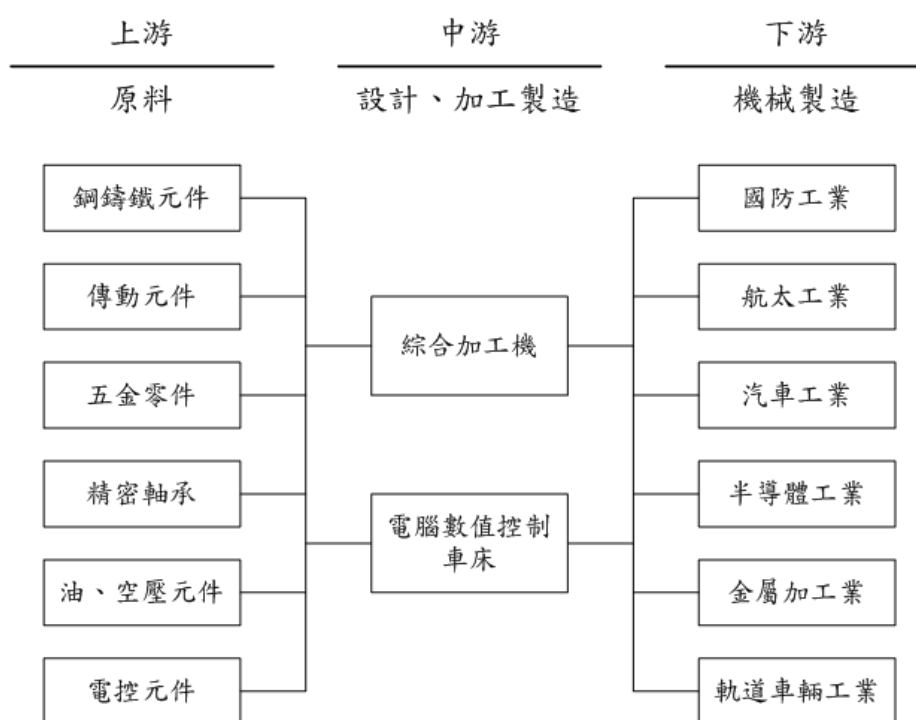 上游
原料
鋼鑄鐵元件
傳動元件
五金零件
精密軸承
油、空壓元件
電控元件
中游
設計、加工製造
綜合加工機
電腦數值控制
車床
下游
機械製造
國防工業
航太工業
汽車工業
半導體工業
金屬加工業
軌道車輛工業